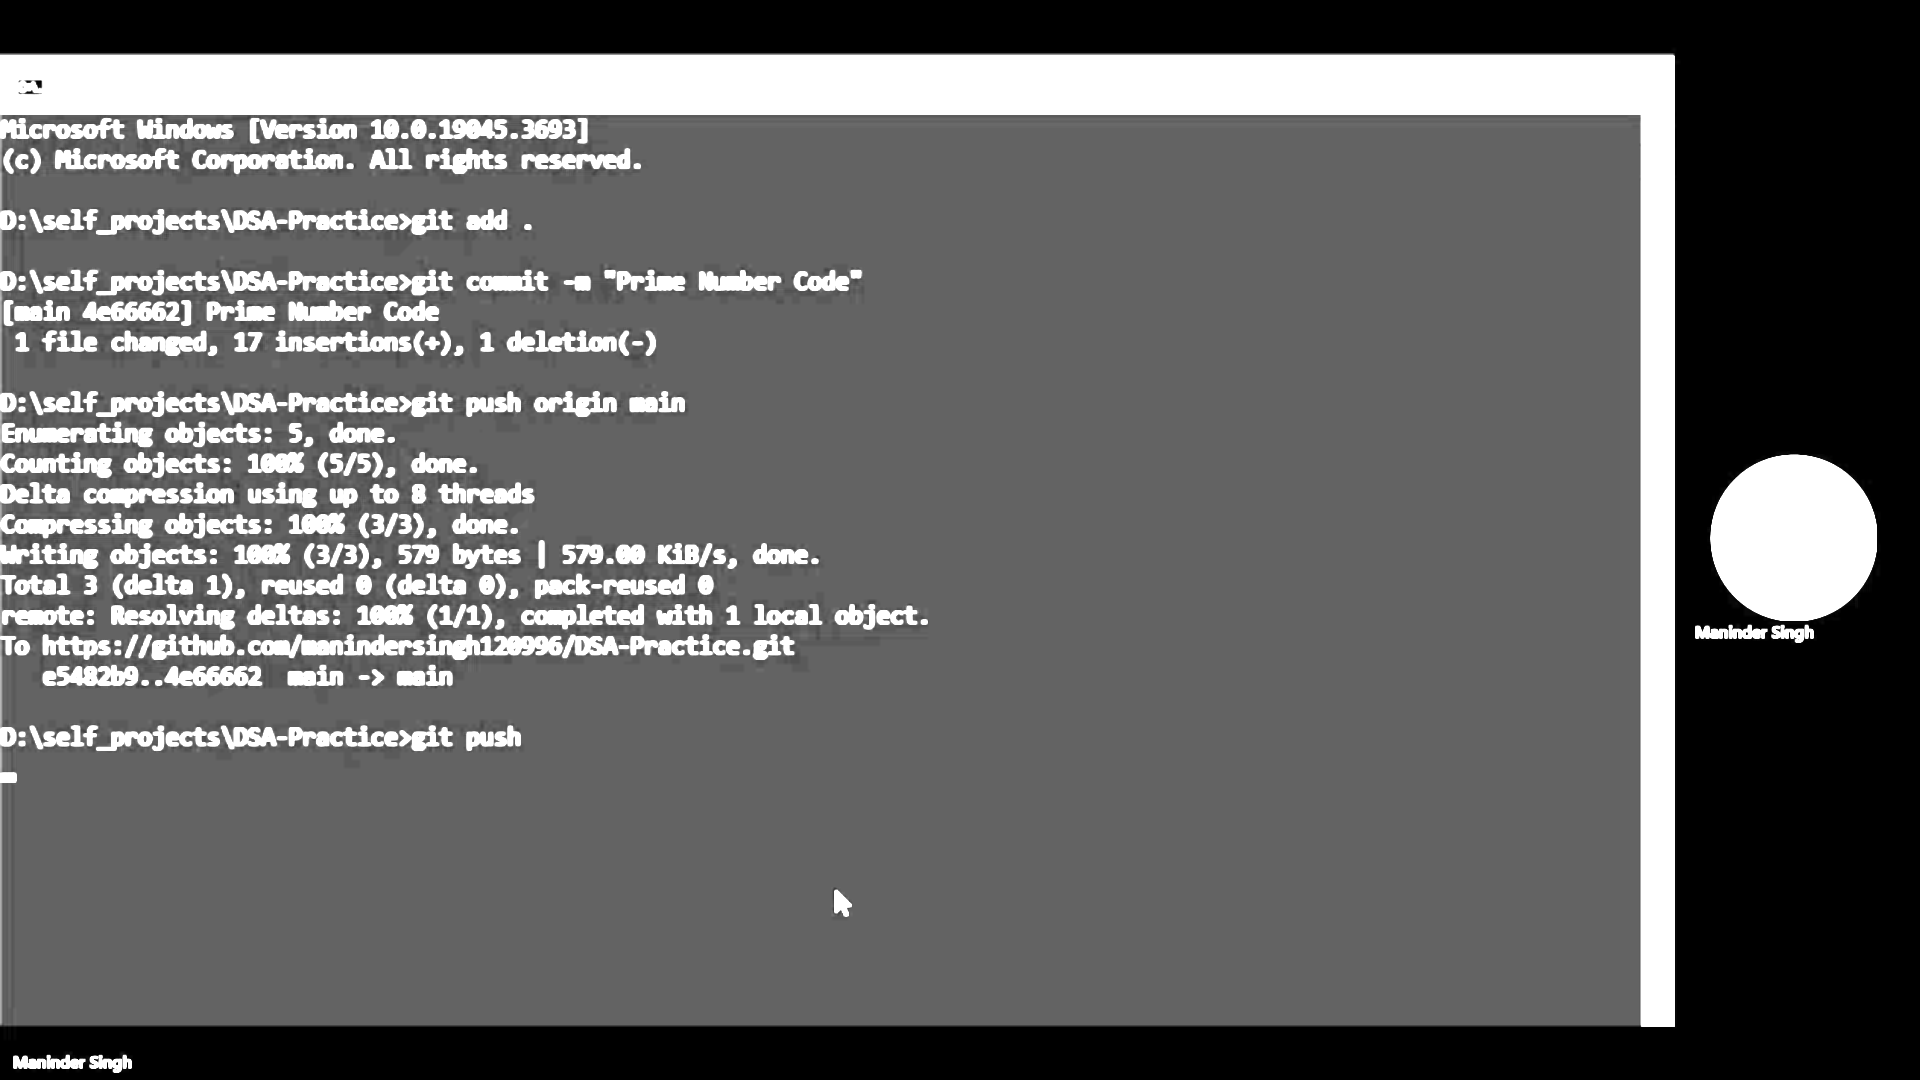 Microsoft Windows [Version 10.0.19045.3693]
(c) Microsoft Corporation. All rights reserved.
D:\self_projects\DSA-Practice>git add .
D:\self_projects\DSA-Practice>git commit -m "Prime Number Code"
[main 4e66662] Prime Number Code
1 file changed, 17 insertions(+), 1 deletion(-)
D:\self_projects\DSA-Practice>git push origin main
Enumerating objects: 5, done.
Counting objects: 100% (5/5), done.
Delta compression using up to 8 threads
Compressing objects: 100% (3/3), done.
Writing objects: 100% (3/3), 579 bytes | 579.00 KiB/s, done.
Total 3 (delta 1), reused 0 (delta 0), pack-reused 0
remote: Resolving deltas: 100% (1/1), completed with 1 local object.
To https://github.com/manindersingh120996/DSA-Practice.git
e5482b9..4e66662  main -> main
D:\self_projects\DSA-Practice>git push
Maninder Singh
Maninder Singh